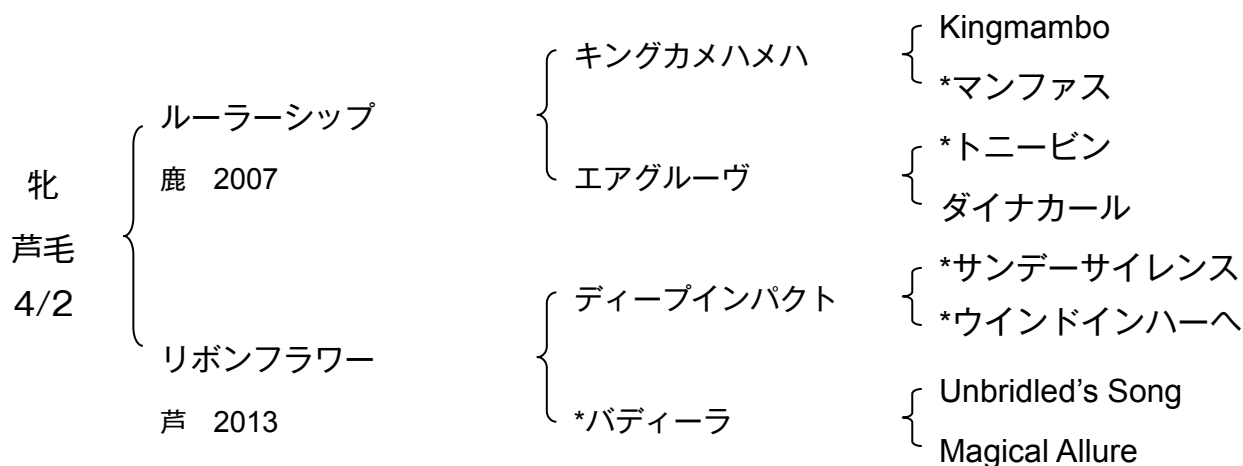 牝
芦毛
4/2
ルーラーシップ
鹿 2007
リボンフラワー
芦 2013
キングカメハメハ
エアグルーヴ
ディープインパクト
*バディーラ
Kingmambo
*マンファス
*トニービン
ダイナカール
*サンデーサイレンス
*ウインドインハーヘ
Unbridled's Song
Magical Allure